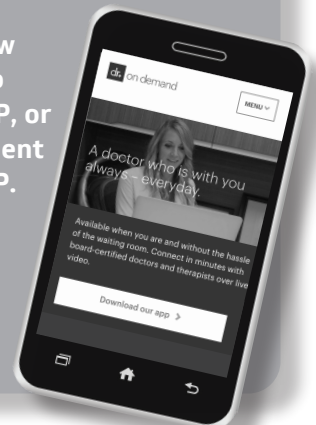 w
o
P, or
ent
P.
dr. on demand
MENU
A doctor who is with you
always – everyday.
Available when you are and without the hassle
of the waiting room. Connect in minutes with
board-certified doctors and therapists over live
video.
Download our app